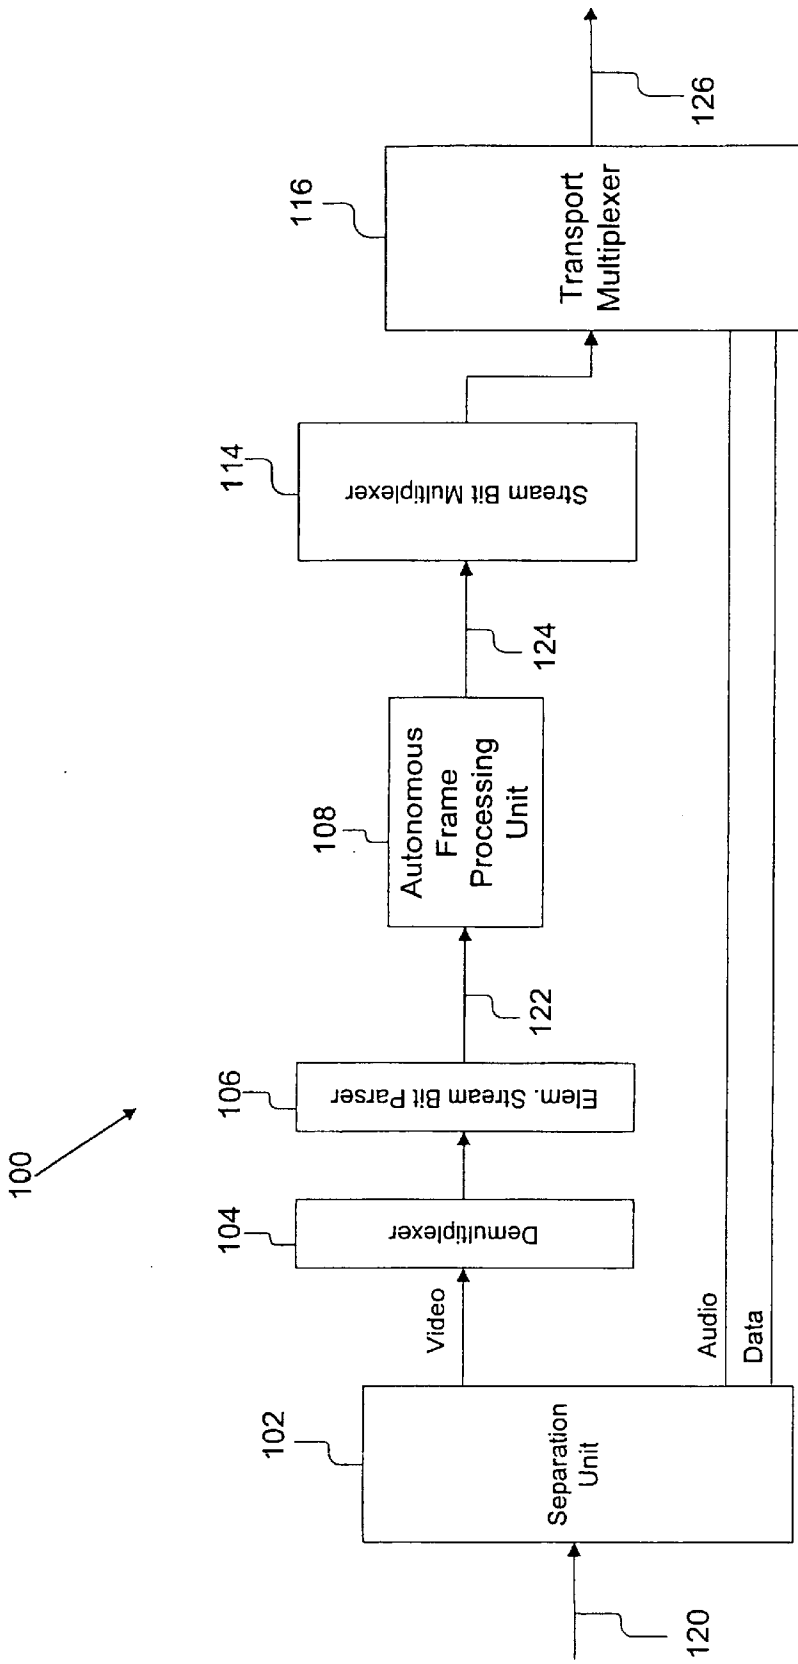 100
102
Separation
Unit
120
Video
Audio
Data
104
Demultiplexer
106
Elem. Stream Bit Parser
122
108
Autonomous
Frame
Processing
Unit
124
114
Stream Bit Multiplexer
116
Transport
Multiplexer
126